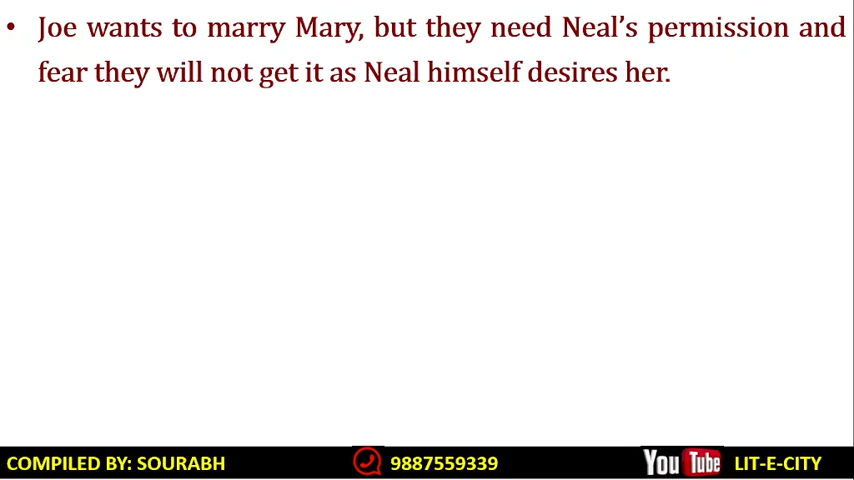 • Joe wants to marry Mary, but they need Neal’s permission and
fear they will not get it as Neal himself desires her.
COMPILED BY: SOURABH 9887559339 YouTube LIT-E-CITY